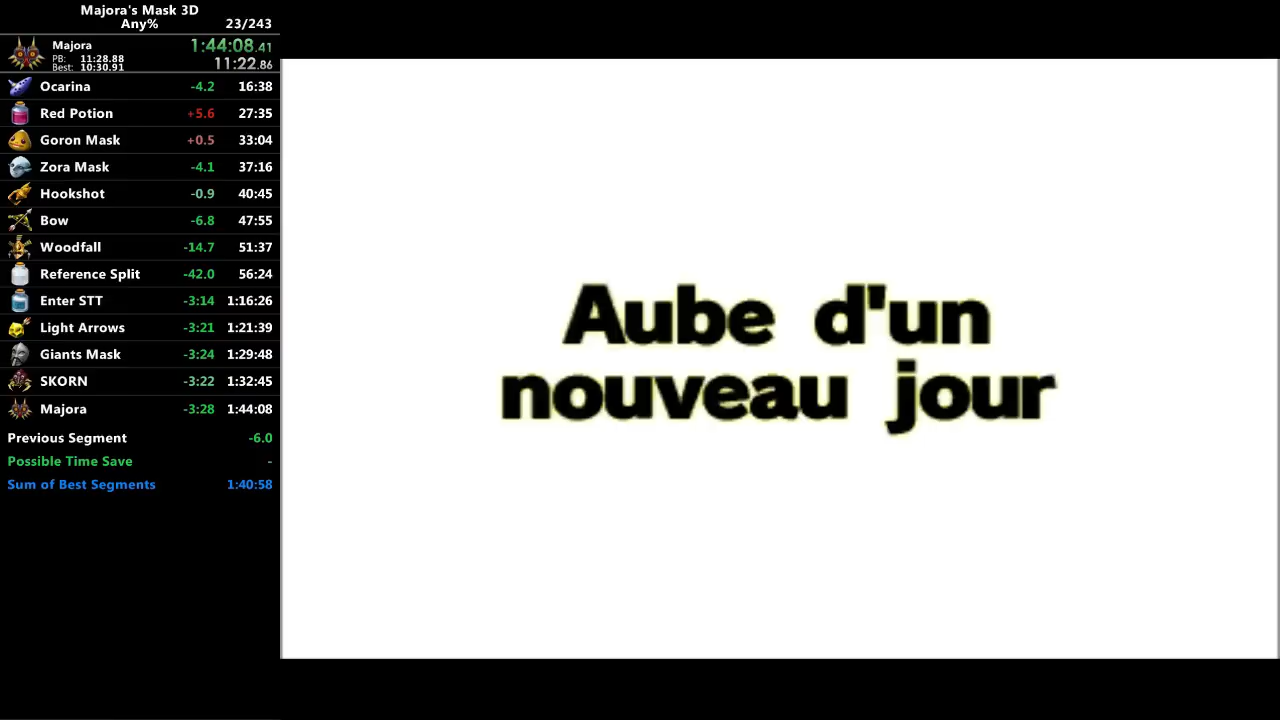 Majora's Mask 3D
Any% 23/243
Majora 1:44:08.41
PB: 11:28.88
Best: 10:30.91 11:22.86
Ocarina -4.2 16:38
Red Potion +5.6 27:35
Goron Mask +0.5 33:04
Zora Mask -4.1 37:16
Hookshot -0.9 40:45
Bow -6.8 47:55
Woodfall -14.7 51:37
Reference Split -42.0 56:24
Enter STT -3:14 1:16:26
Light Arrows -3:21 1:21:39
Giants Mask -3:24 1:29:48
SKORN -3:22 1:32:45
Majora -3:28 1:44:08
Previous Segment -6.0
Possible Time Save -
Sum of Best Segments 1:40:58
Aube d'un
nouveau jour